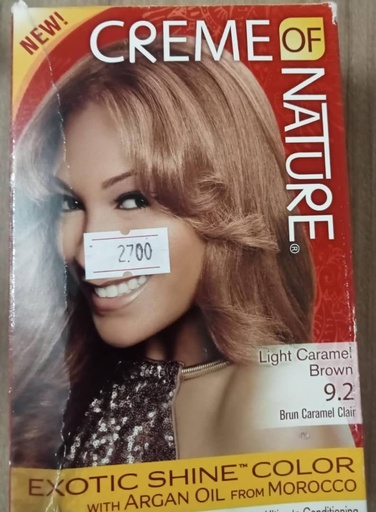 NEW!
CREME OF
NATURE®
2700
Light Caramel
Brown
9.2
Brun Caramel Clair
EXOTIC SHINE™ COLOR
WITH ARGAN OIL FROM MOROCCO